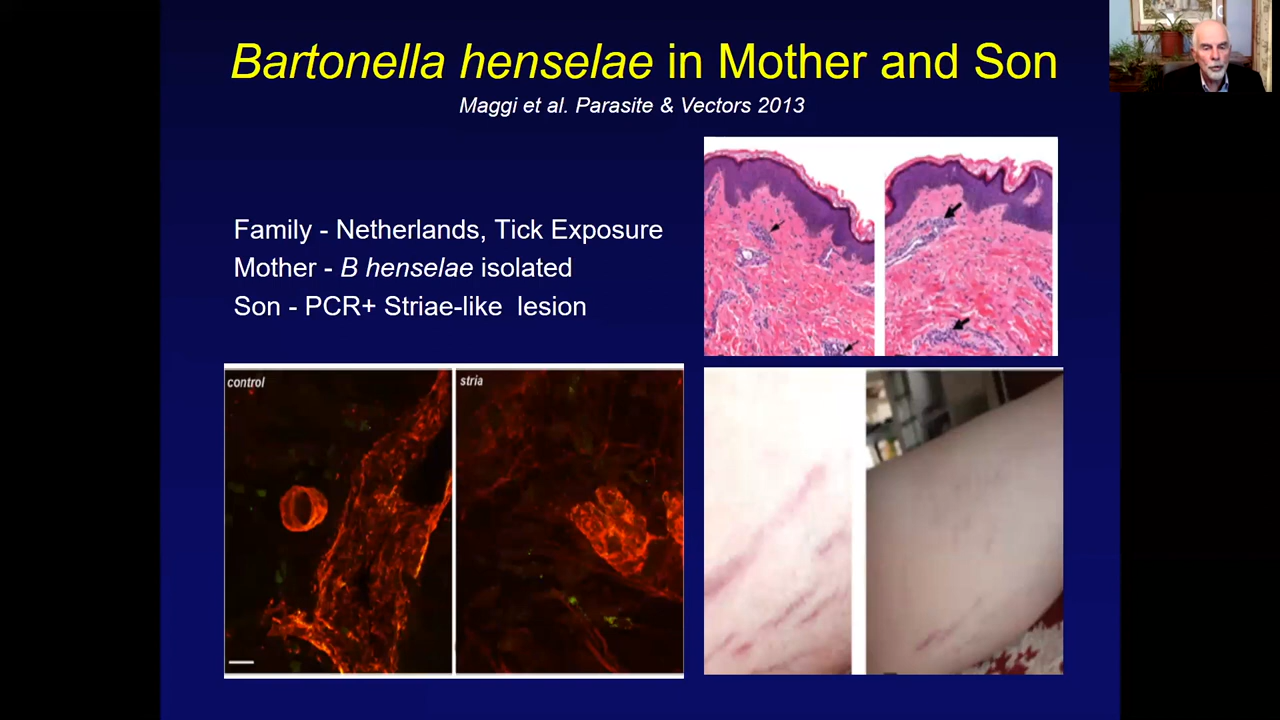 Bartonella henselae in Mother and Son
Maggi et al. Parasite & Vectors 2013
Family - Netherlands, Tick Exposure
Mother - B henselae isolated
Son - PCR+ Striae-like lesion
control
stria